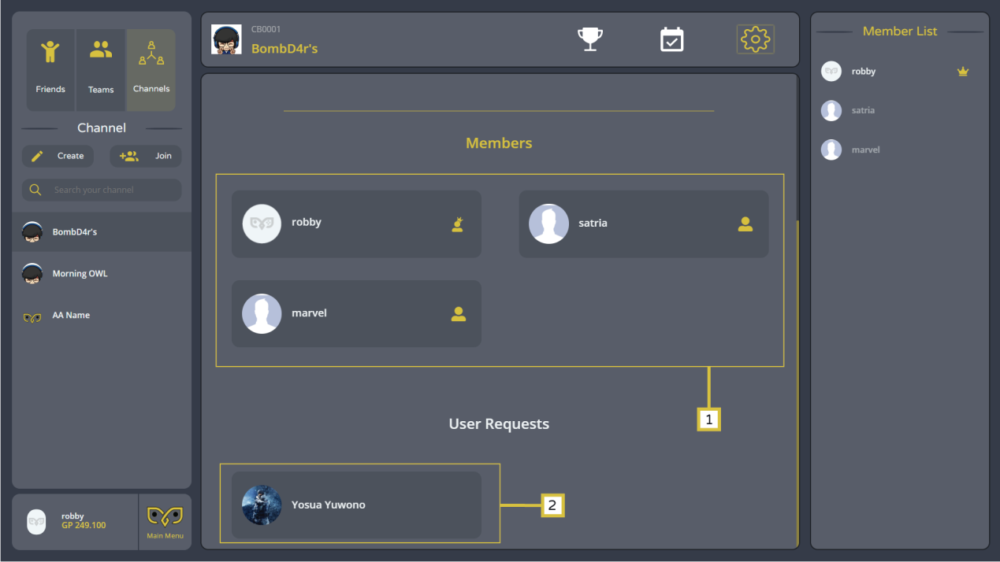 Friends
Teams
Channels
Channel
Create
Join
Search your channel
BombD4r's
Morning OWL
AA Name
robby
GP 249.100
Main Menu
CB0001
BombD4r's
Members
robby
satria
marvel
1
User Requests
Yosua Yuwono
2
Member List
robby
satria
marvel